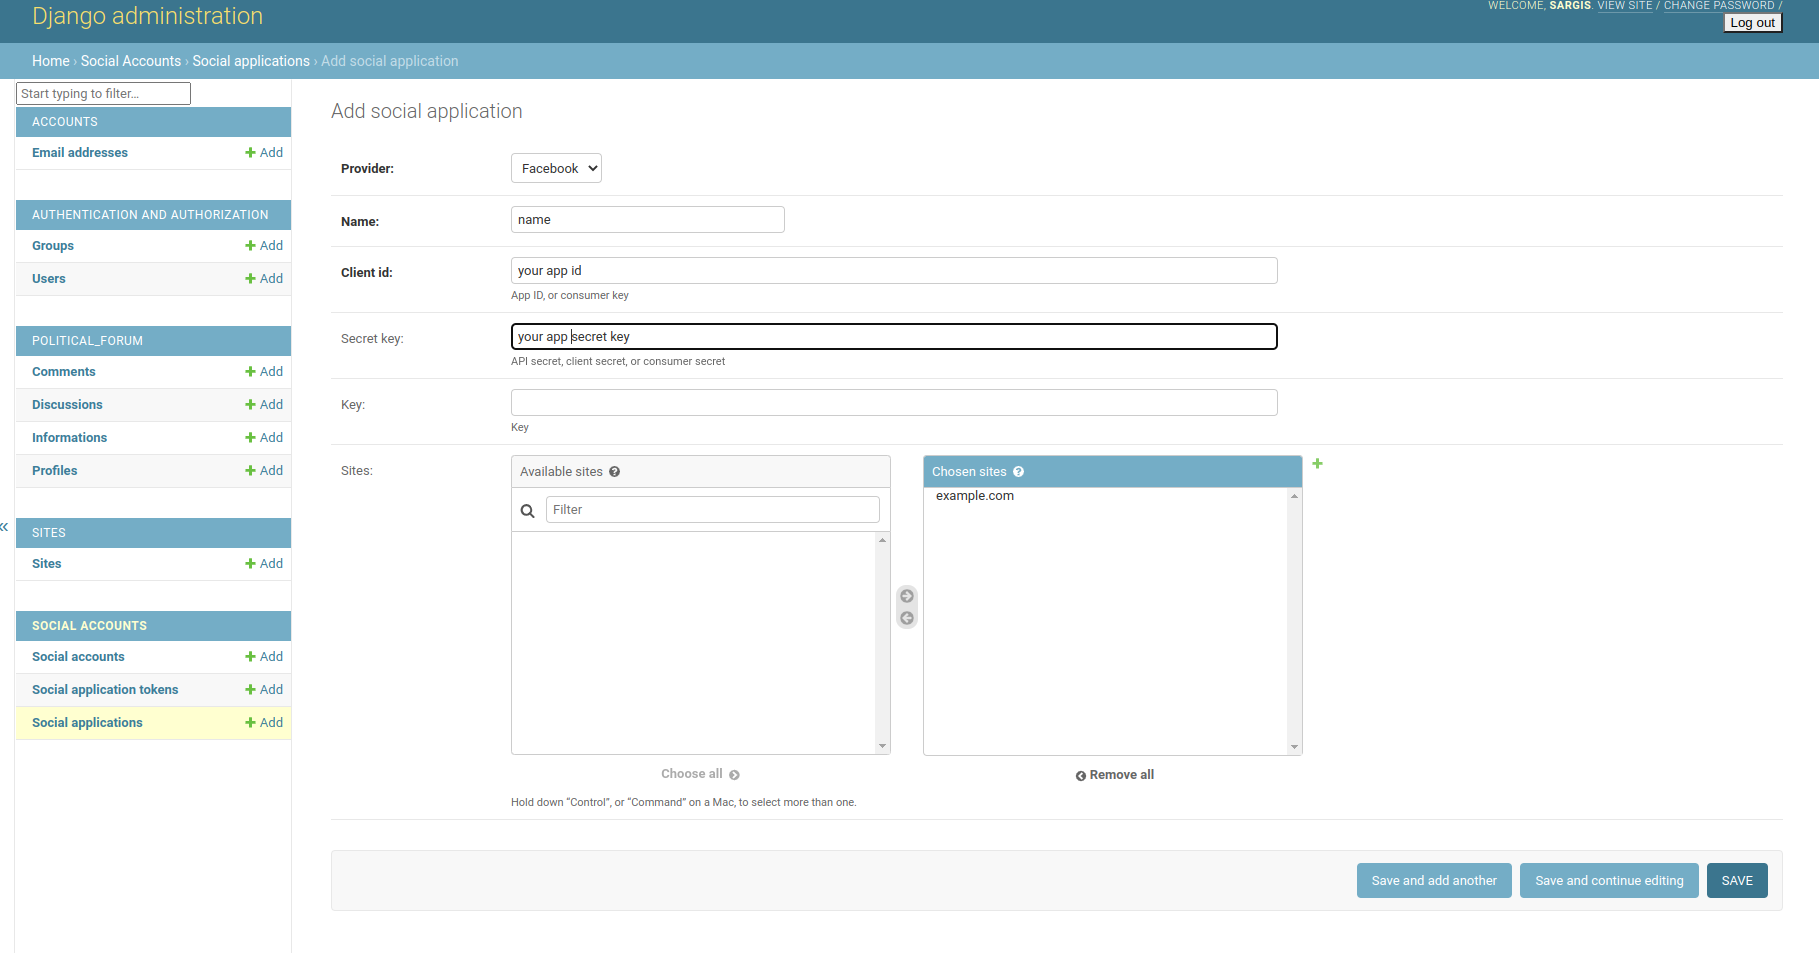 Django administration
WELCOME, SARGIS. VIEW SITE / CHANGE PASSWORD /
Log out
Home › Social Accounts › Social applications › Add social application
Start typing to filter...
ACCOUNTS
Email addresses
Add
AUTHENTICATION AND AUTHORIZATION
Groups
Add
Users
Add
POLITICAL_FORUM
Comments
Add
Discussions
Add
Informations
Add
Profiles
Add
«
SITES
Sites
Add
SOCIAL ACCOUNTS
Social accounts
Add
Social application tokens
Add
Social applications
Add
Add social application
Provider:
Facebook
Name:
name
Client id:
your app id
App ID, or consumer key
Secret key:
your app secret key
API secret, client secret, or consumer secret
Key:
Key
Sites:
Available sites
Filter
Choose all
Chosen sites
example.com
Remove all
Hold down “Control”, or “Command” on a Mac, to select more than one.
Save and add another
Save and continue editing
SAVE